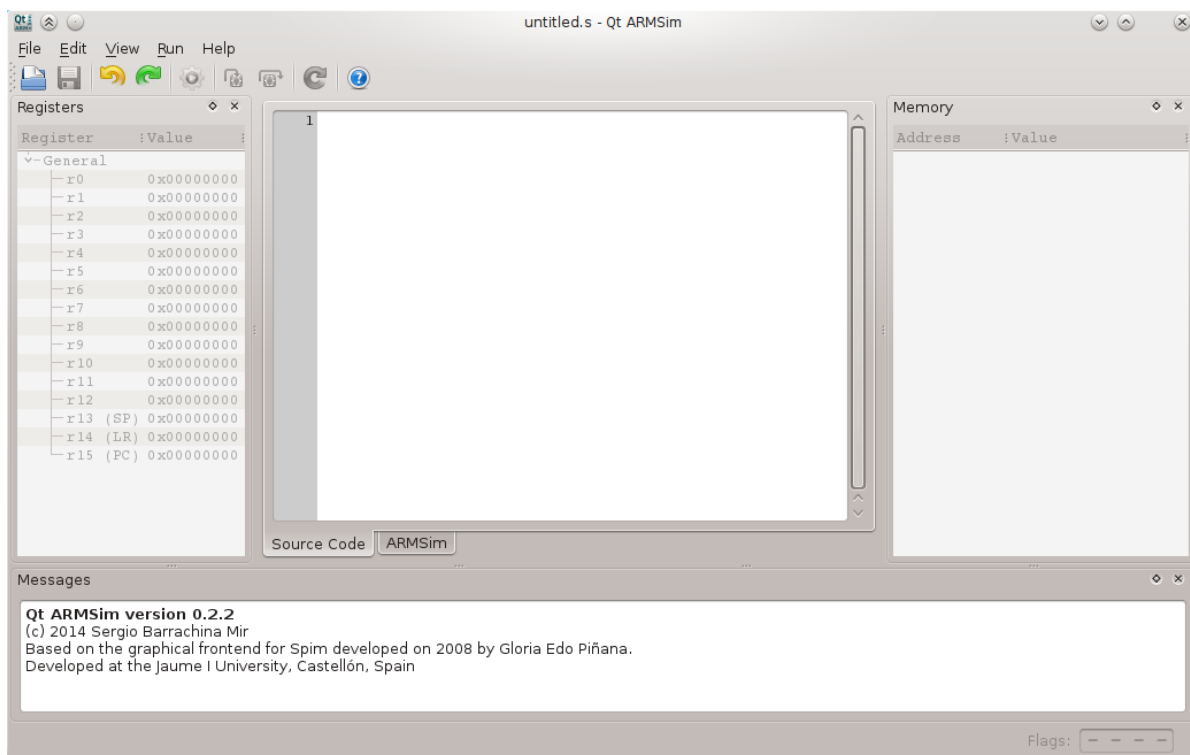 untitled.s - Qt ARMSim
File Edit View Run Help
Registers
Register Value
General
r0 0x00000000
r1 0x00000000
r2 0x00000000
r3 0x00000000
r4 0x00000000
r5 0x00000000
r6 0x00000000
r7 0x00000000
r8 0x00000000
r9 0x00000000
r10 0x00000000
r11 0x00000000
r12 0x00000000
r13 (SP) 0x00000000
r14 (LR) 0x00000000
r15 (PC) 0x00000000
1
Source Code ARMSim
Memory
Address Value
Messages
Qt ARMSim version 0.2.2
(c) 2014 Sergio Barrachina Mir
Based on the graphical frontend for Spim developed on 2008 by Gloria Edo Piñana.
Developed at the Jaume I University, Castellón, Spain
Flags: - - - -